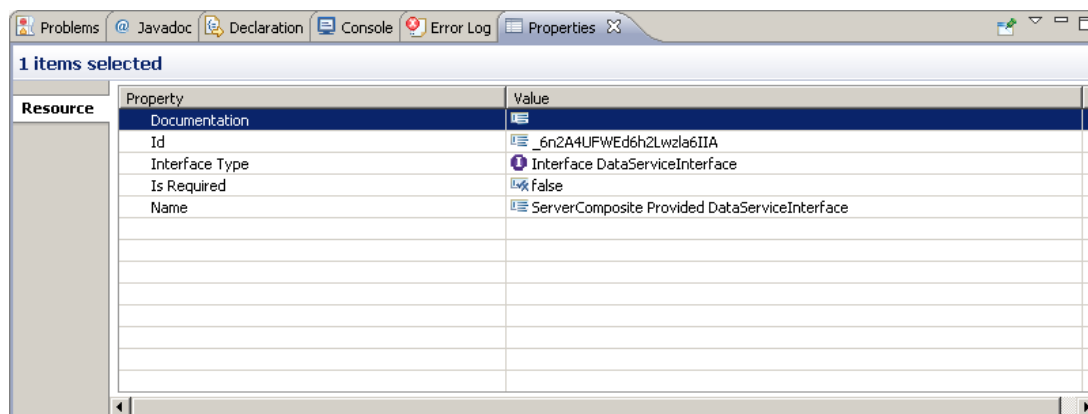 Problems @ Javadoc Declaration Console Error Log Properties
1 items selected
Resource
Property Value
Documentation
Id _6n2A4UFWEd6h2Lwzla6IIA
Interface Type Interface DataServiceInterface
Is Required false
Name ServerComposite Provided DataServiceInterface